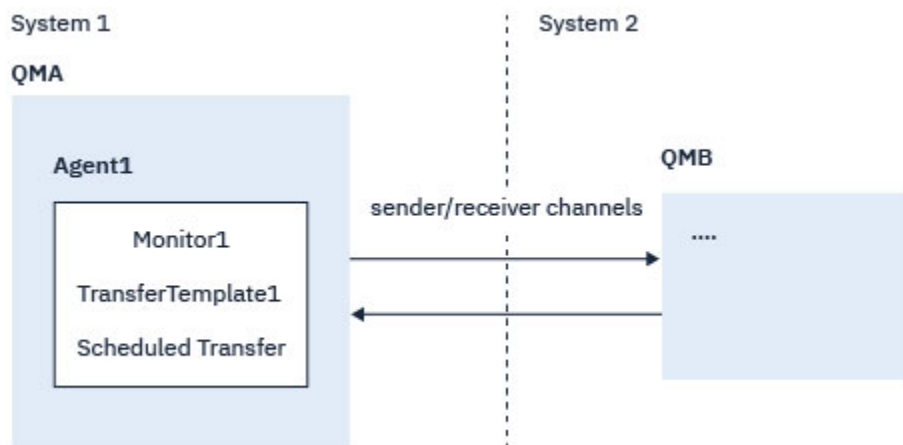 System 1
System 2
QMA
QMB
Agent1
sender/receiver channels
Monitor1
....
TransferTemplate1
Scheduled Transfer